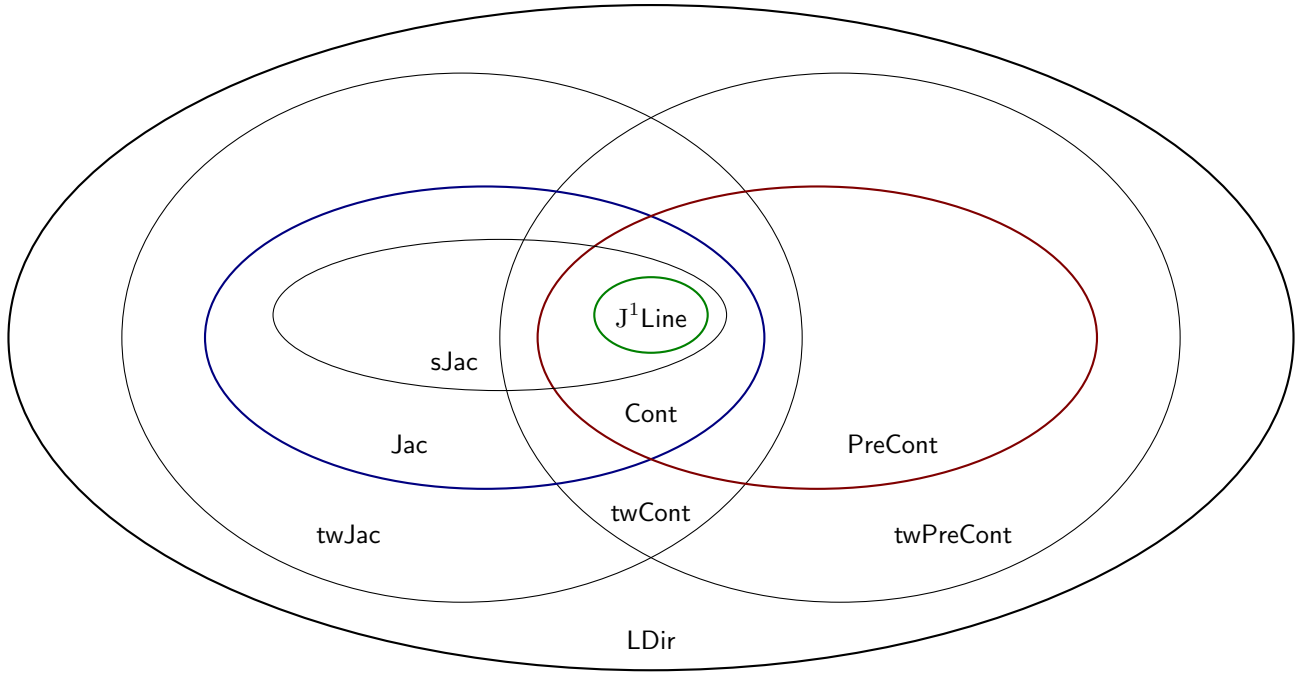 J¹Line
sJac
Cont
Jac
PreCont
twCont
twJac
twPreCont
LDir